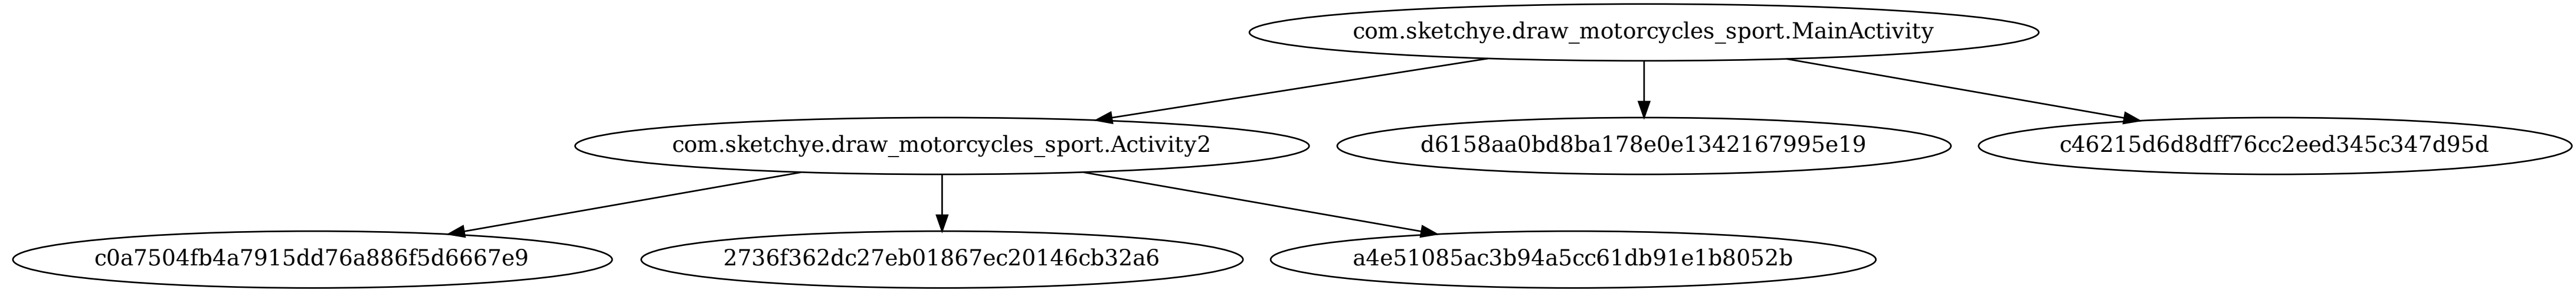 com.sketchye.draw_motorcycles_sport.MainActivity
com.sketchye.draw_motorcycles_sport.Activity2
d6158aa0bd8ba178e0e1342167995e19
c46215d6d8dff76cc2eed345c347d95d
c0a7504fb4a7915dd76a886f5d6667e9
2736f362dc27eb01867ec20146cb32a6
a4e51085ac3b94a5cc61db91e1b8052b